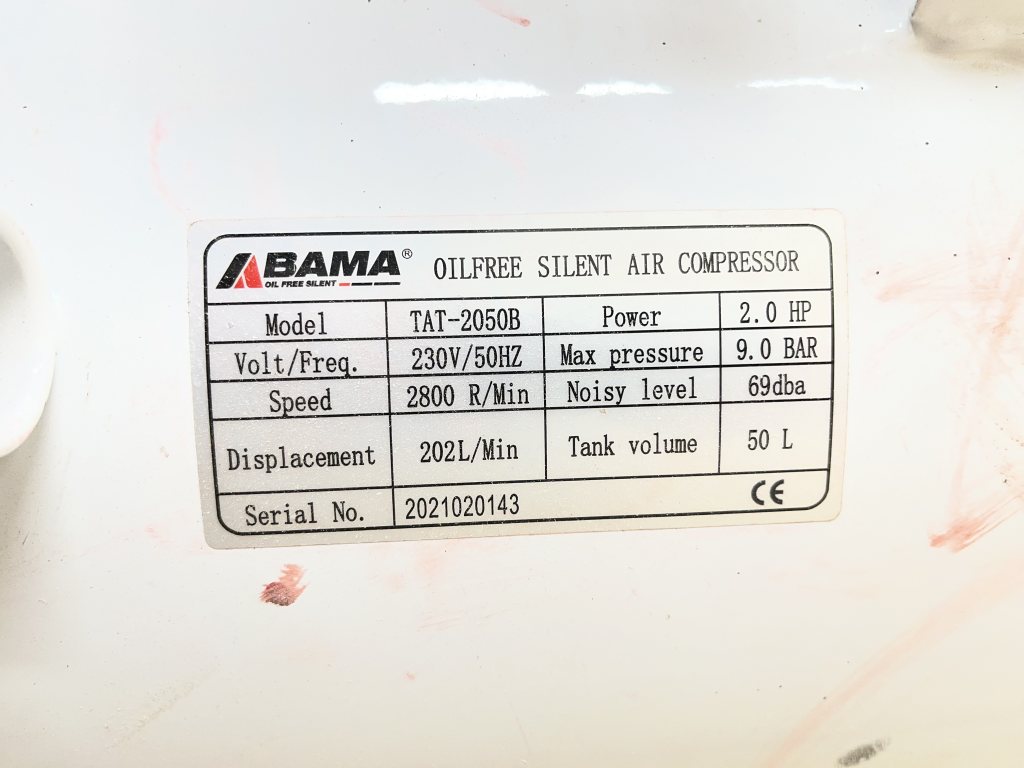 ABAMA® OILFREE SILENT AIR COMPRESSOR
OIL FREE SILENT
Model TAT-2050B Power 2.0 HP
Volt/Freq. 230V/50HZ Max pressure 9.0 BAR
Speed 2800 R/Min Noisy level 69dba
Displacement 202L/Min Tank volume 50 L
Serial No. 2021020143 CE